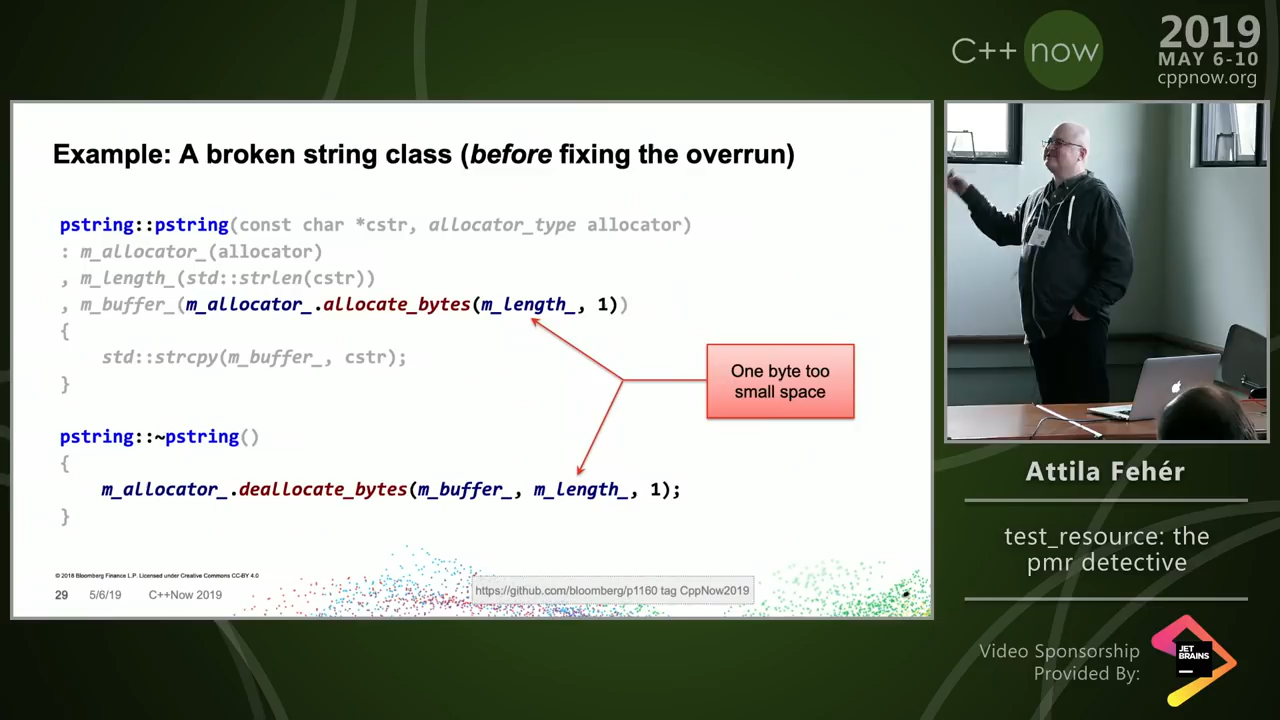 C++ now
2019
MAY 6-10
cppnow.org
Example: A broken string class (before fixing the overrun)
pstring::pstring(const char *cstr, allocator_type allocator)
: m_allocator_(allocator)
, m_length_(std::strlen(cstr))
, m_buffer_(m_allocator_.allocate_bytes(m_length_, 1))
{
std::strcpy(m_buffer_, cstr);
}
One byte too
small space
pstring::~pstring()
{
m_allocator_.deallocate_bytes(m_buffer_, m_length_, 1);
}
© 2018 Bloomberg Finance L.P. Licensed under Creative Commons CC-BY 4.0
29 5/6/19 C++Now 2019
https://github.com/bloomberg/p1160 tag CppNow2019
Attila Fehér
test_resource: the
pmr detective
Video Sponsorship
Provided By:
JET
BRAINS